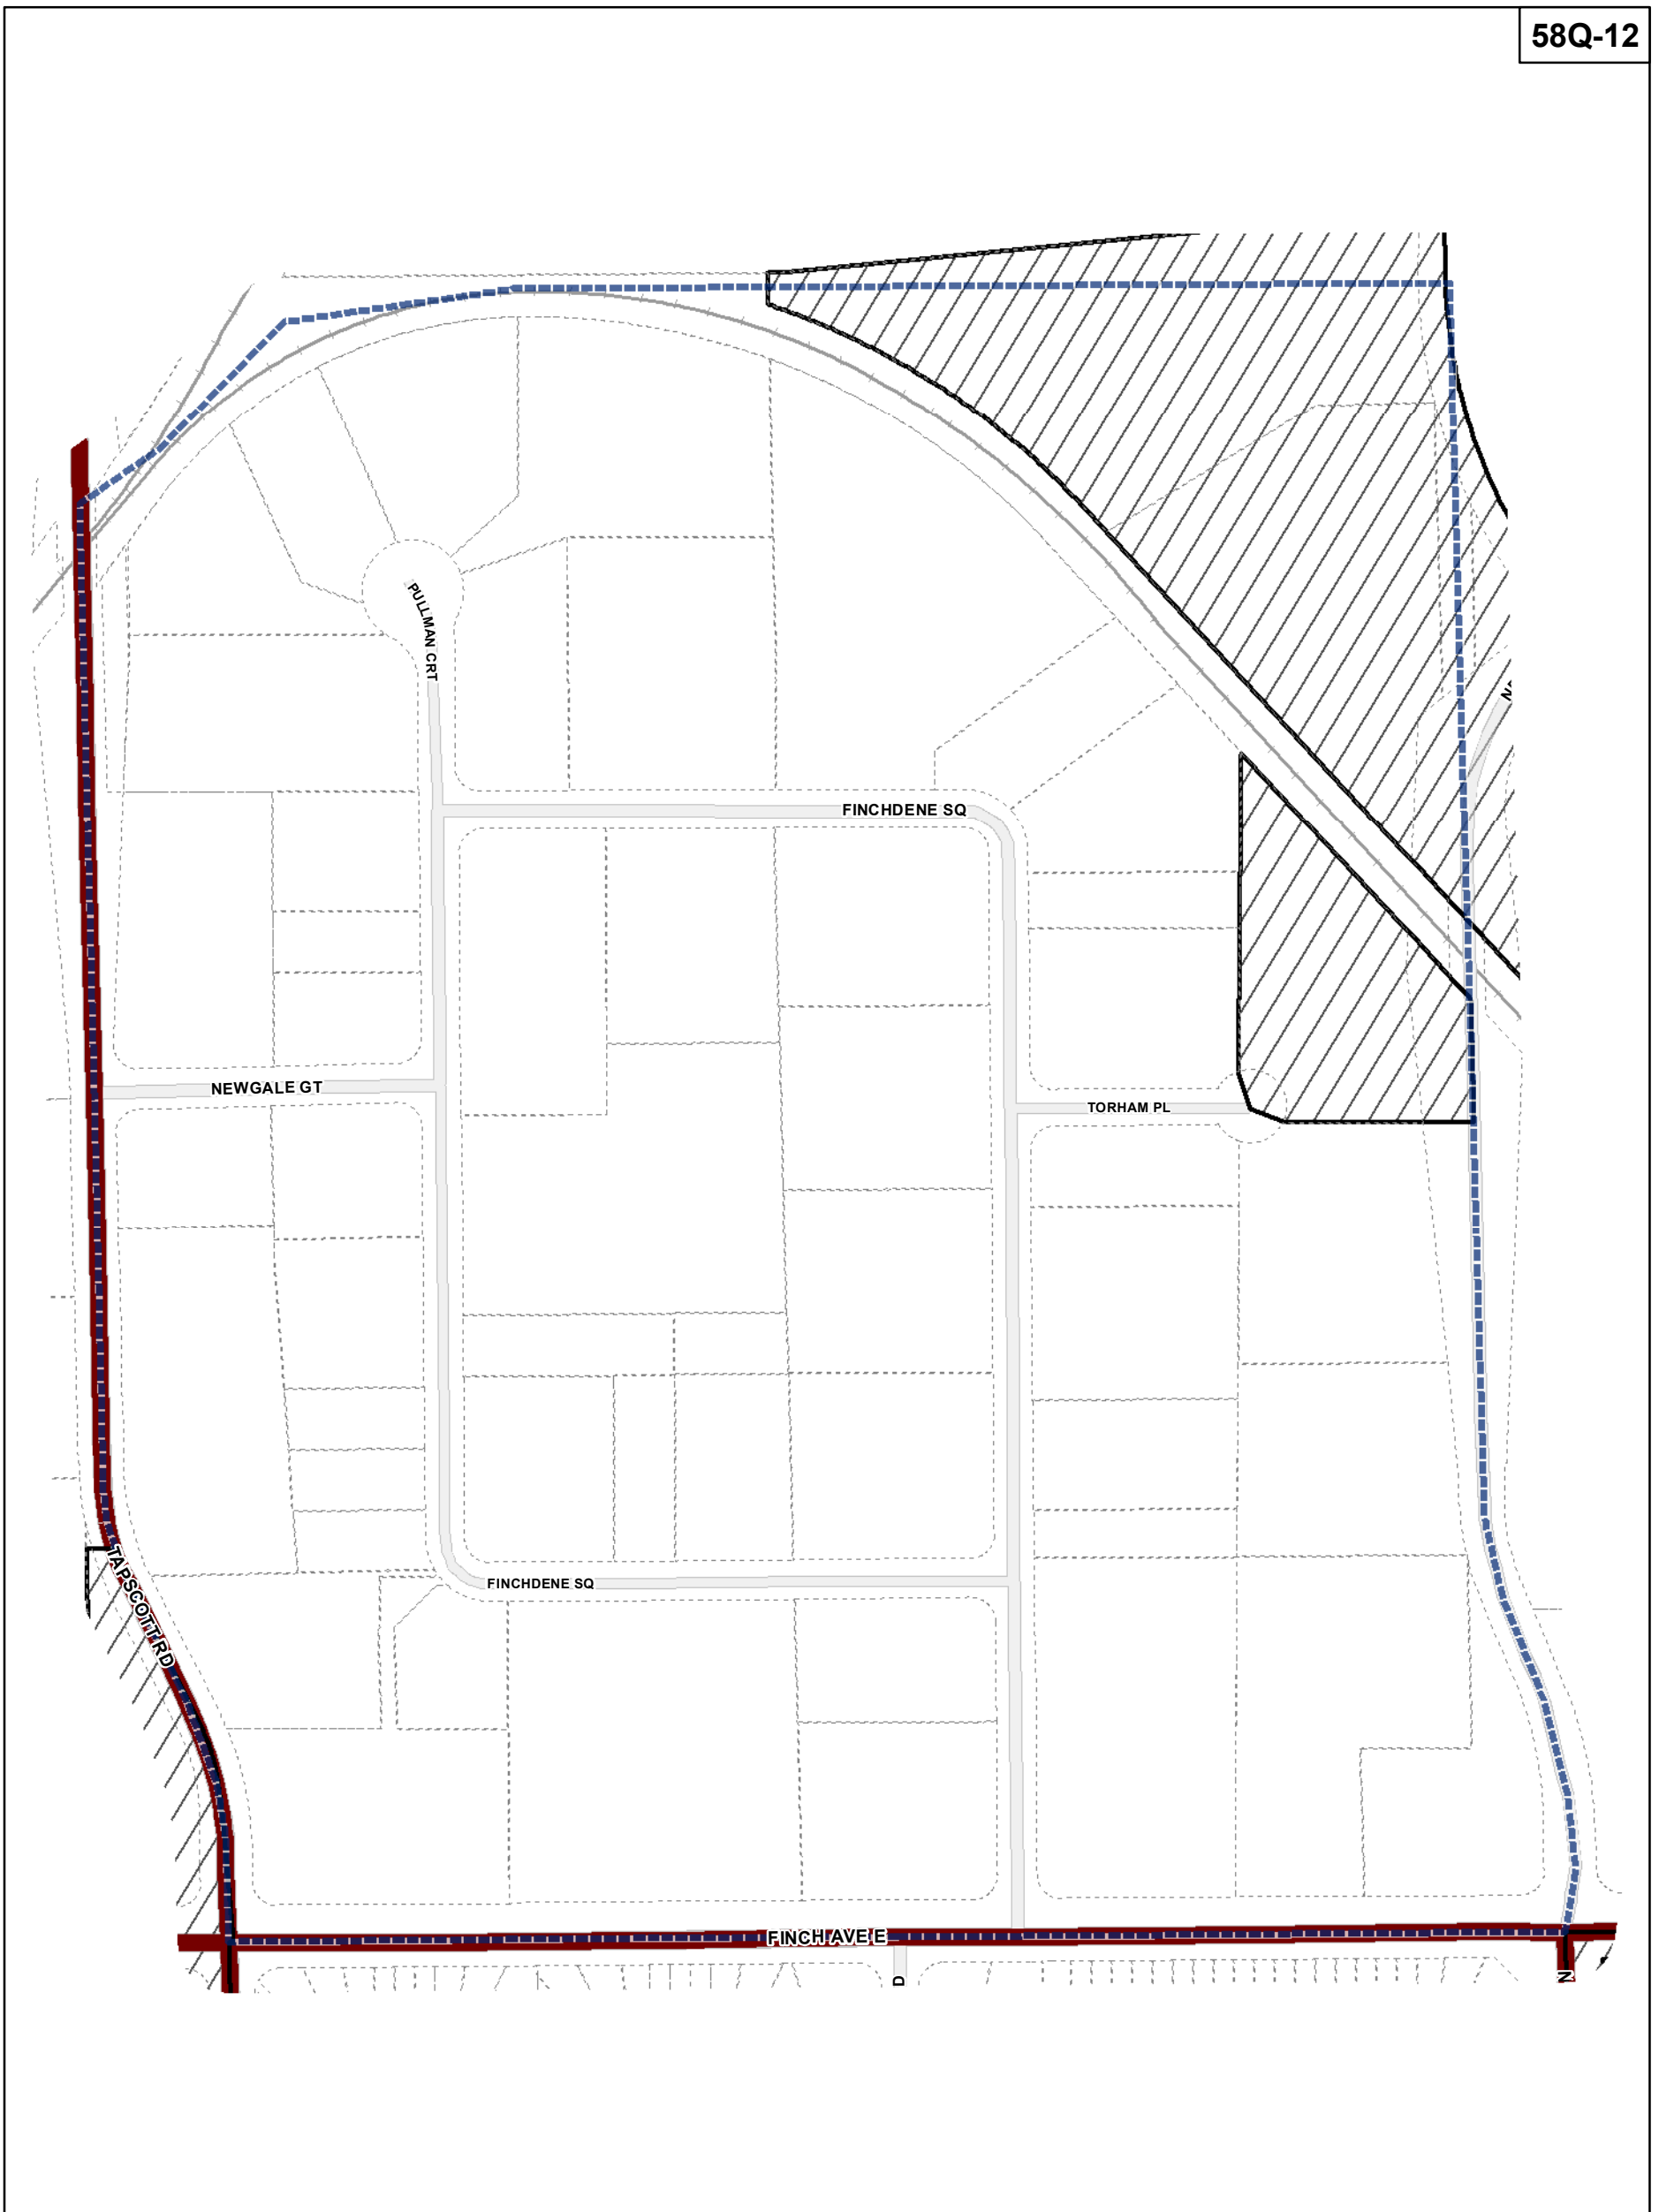 58Q-12
PULLMAN CRT
FINCHDENE SQ
NEWGALE GT
TORHAM PL
TAPSCOTT RD
FINCHDENE SQ
FINCH AVE E
D
N